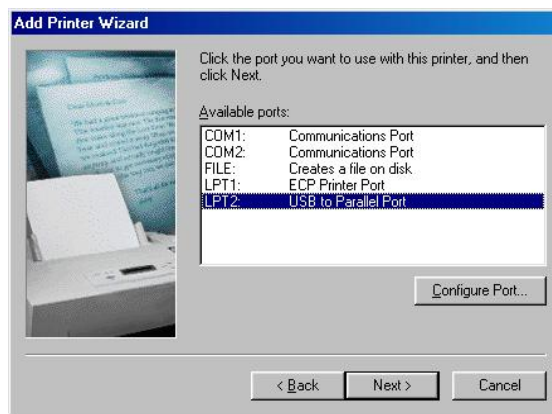 Add Printer Wizard
Click the port you want to use with this printer, and then
click Next.
Available ports:
COM1: Communications Port
COM2: Communications Port
FILE: Creates a file on disk
LPT1: ECP Printer Port
LPT2: USB to Parallel Port
Configure Port...
< Back
Next >
Cancel